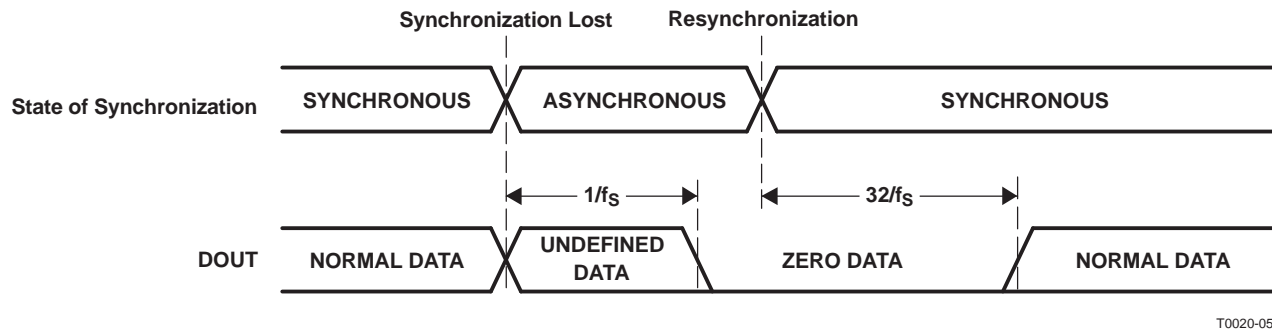 Synchronization Lost Resynchronization
State of Synchronization SYNCHRONOUS ASYNCHRONOUS SYNCHRONOUS
1/fS 32/fS
DOUT NORMAL DATA UNDEFINED DATA ZERO DATA NORMAL DATA
T0020-05